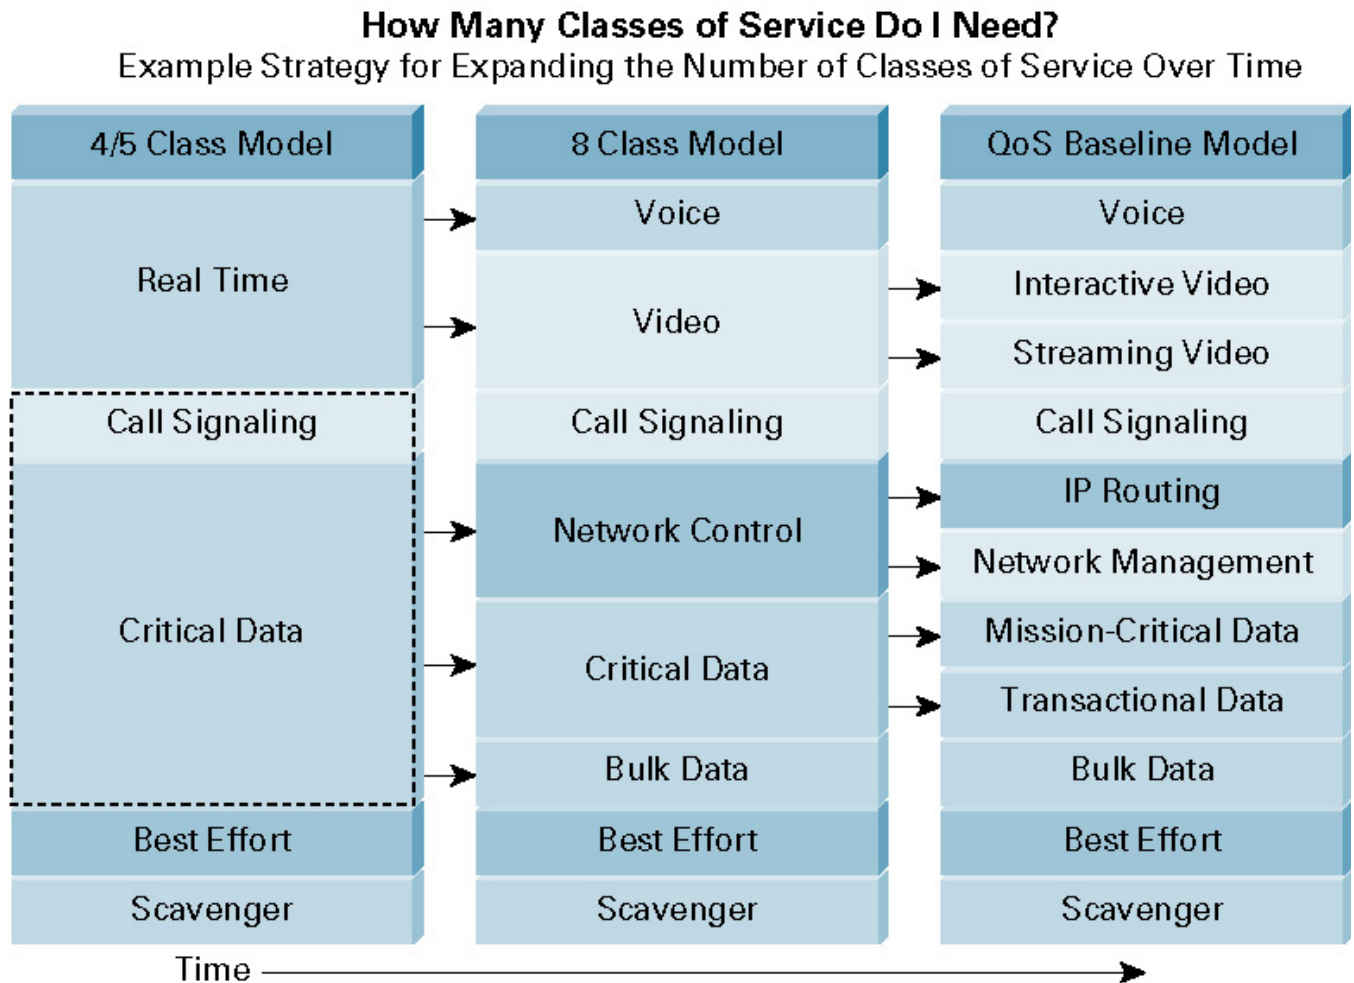 How Many Classes of Service Do I Need?
Example Strategy for Expanding the Number of Classes of Service Over Time
4/5 Class Model
Real Time
Call Signaling
Critical Data
Best Effort
Scavenger
8 Class Model
Voice
Video
Call Signaling
Network Control
Critical Data
Bulk Data
Best Effort
Scavenger
QoS Baseline Model
Voice
Interactive Video
Streaming Video
Call Signaling
IP Routing
Network Management
Mission-Critical Data
Transactional Data
Bulk Data
Best Effort
Scavenger
Time